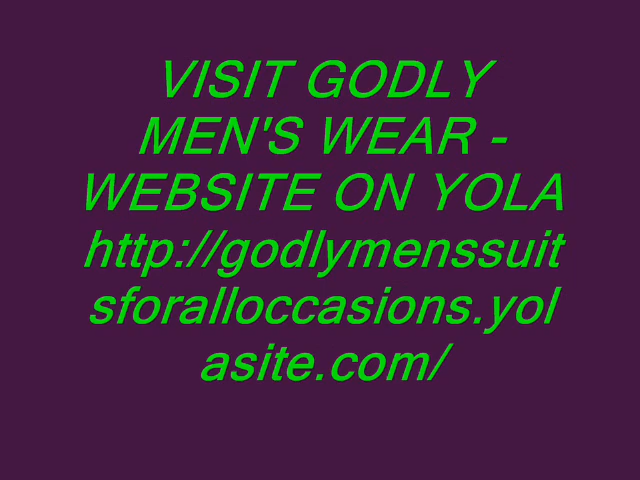 VISIT GODLY
MEN'S WEAR -
WEBSITE ON YOLA
http://godlymenssuit
sforalloccasions.yol
asite.com/